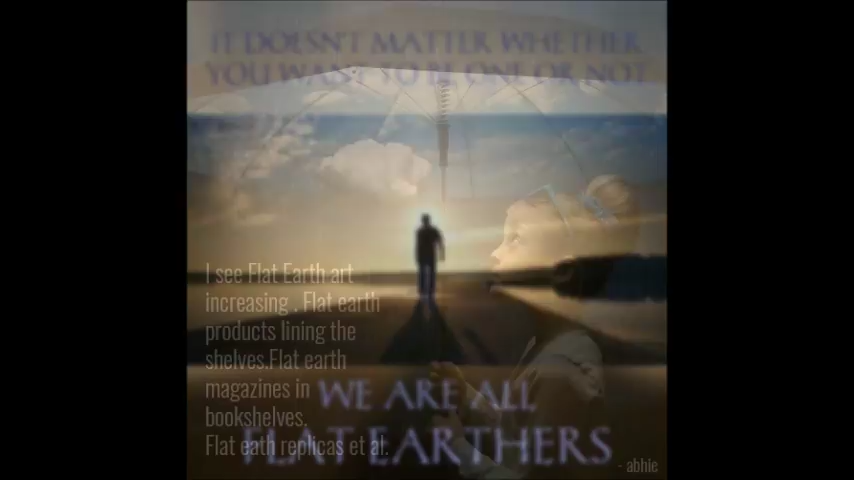 IT DOESN'T MATTER WHETHER
YOU WANT TO BE ONE OR NOT
I see Flat Earth art
increasing . Flat earth
products lining the
shelves.Flat earth
magazines in
bookshelves.
Flat eath replicas et al.
WE ARE ALL
FLAT EARTHERS
- abhie